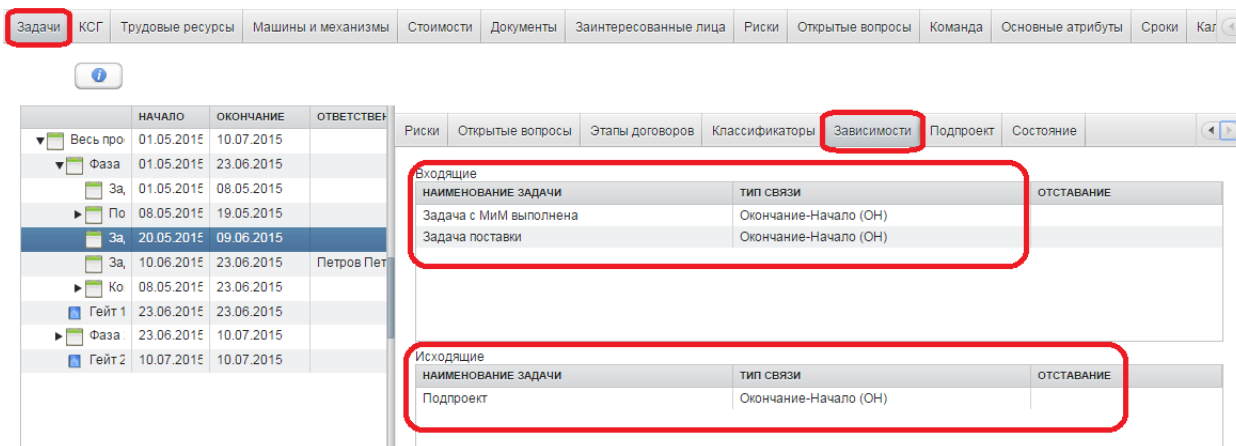 Задачи КСГ Трудовые ресурсы Машины и механизмы Стоимости Документы Заинтересованные лица Риски Открытые вопросы Команда Основные атрибуты Сроки Кал
НАЧАЛО ОКОНЧАНИЕ ОТВЕТСТВЕН
Весь про 01.05.2015 10.07.2015
Фаза 01.05.2015 23.06.2015
За, 01.05.2015 08.05.2015
По 08.05.2015 19.05.2015
За, 20.05.2015 09.06.2015
За, 10.06.2015 23.06.2015 Петров Пет
Ко 08.05.2015 23.06.2015
Гейт 1 23.06.2015 23.06.2015
Фаза 23.06.2015 10.07.2015
Гейт 2 10.07.2015 10.07.2015
Риски Открытые вопросы Этапы договоров Классификаторы Зависимости Подпроект Состояние
Входящие
НАИМЕНОВАНИЕ ЗАДАЧИ ТИП СВЯЗИ ОТСТАВАНИЕ
Задача с МиМ выполнена Окончание-Начало (ОН)
Задача поставки Окончание-Начало (ОН)
Исходящие
НАИМЕНОВАНИЕ ЗАДАЧИ ТИП СВЯЗИ ОТСТАВАНИЕ
Подпроект Окончание-Начало (ОН)